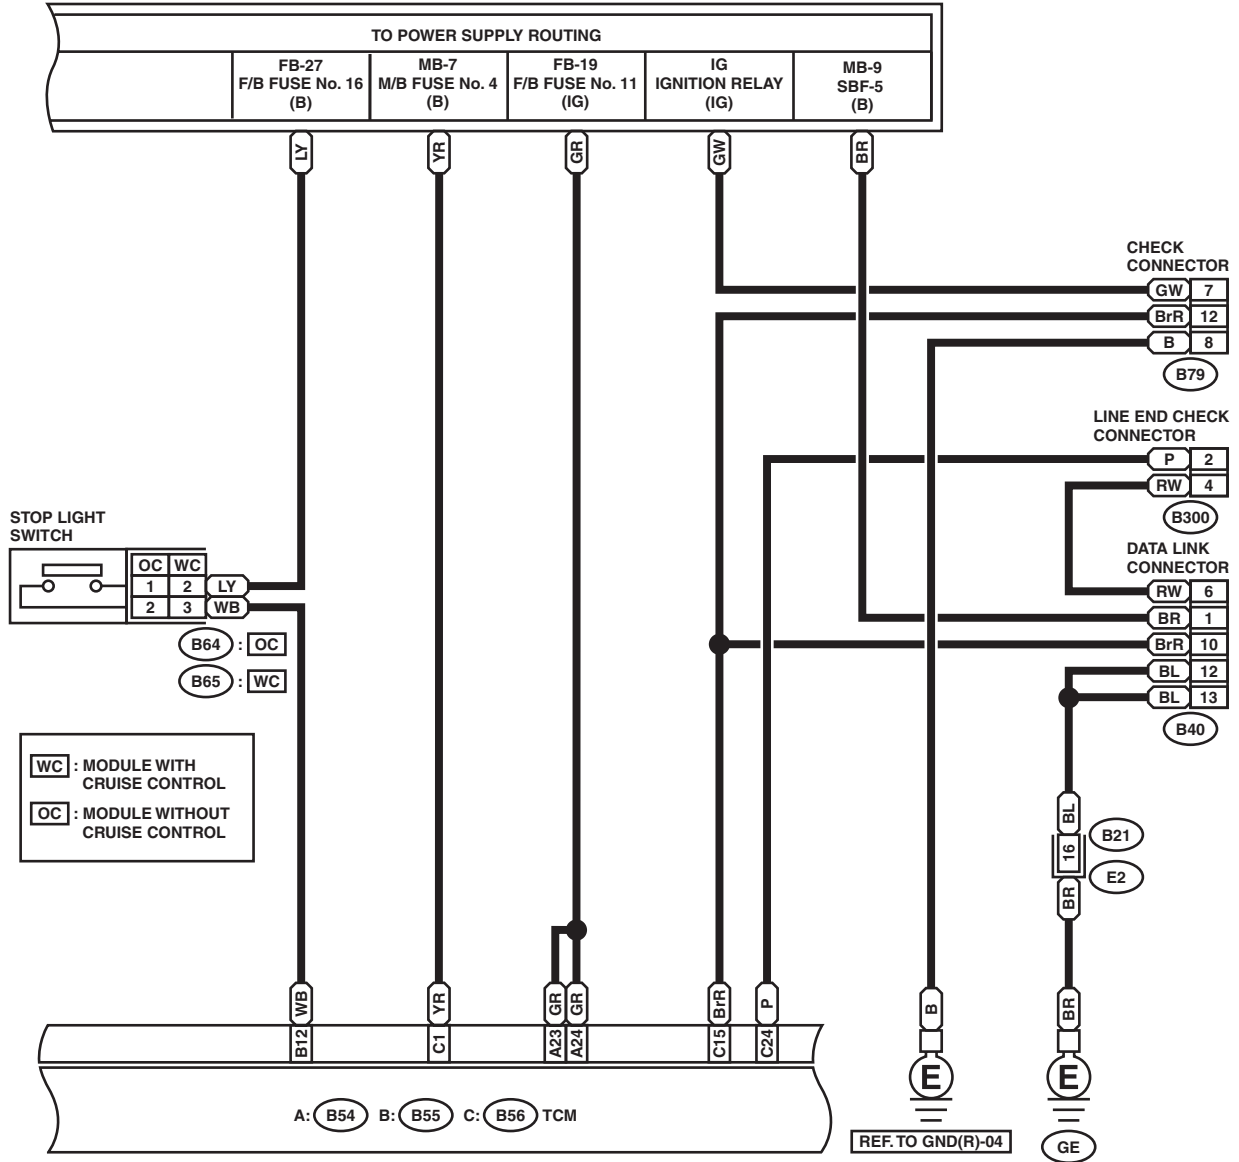 TO POWER SUPPLY ROUTING
FB-27
F/B FUSE No. 16
(B)
MB-7
M/B FUSE No. 4
(B)
FB-19
F/B FUSE No. 11
(IG)
IG
IGNITION RELAY
(IG)
MB-9
SBF-5
(B)
LY
YR
GR
GW
BR
CHECK
CONNECTOR
GW 7
BrR 12
B 8
B79
LINE END CHECK
CONNECTOR
P 2
RW 4
B300
DATA LINK
CONNECTOR
RW 6
BR 1
BrR 10
BL 12
BL 13
B40
STOP LIGHT
SWITCH
OC WC
1 2 LY
2 3 WB
B64 : OC
B65 : WC
WC : MODULE WITH
CRUISE CONTROL
OC : MODULE WITHOUT
CRUISE CONTROL
BL
16
B21
E2
BR
WB
YR
GR
GR
BrR
P
B
BR
B12
C1
A23
A24
C15
C24
E
E
A: B54 B: B55 C: B56 TCM
REF. TO GND(R)-04
GE